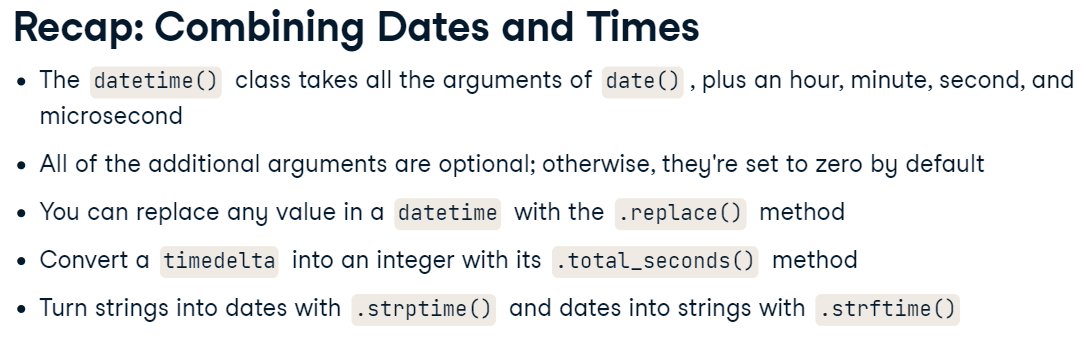 Recap: Combining Dates and Times
• The datetime() class takes all the arguments of date() , plus an hour, minute, second, and
microsecond
• All of the additional arguments are optional; otherwise, they're set to zero by default
• You can replace any value in a datetime with the .replace() method
• Convert a timedelta into an integer with its .total_seconds() method
• Turn strings into dates with .strptime() and dates into strings with .strftime()